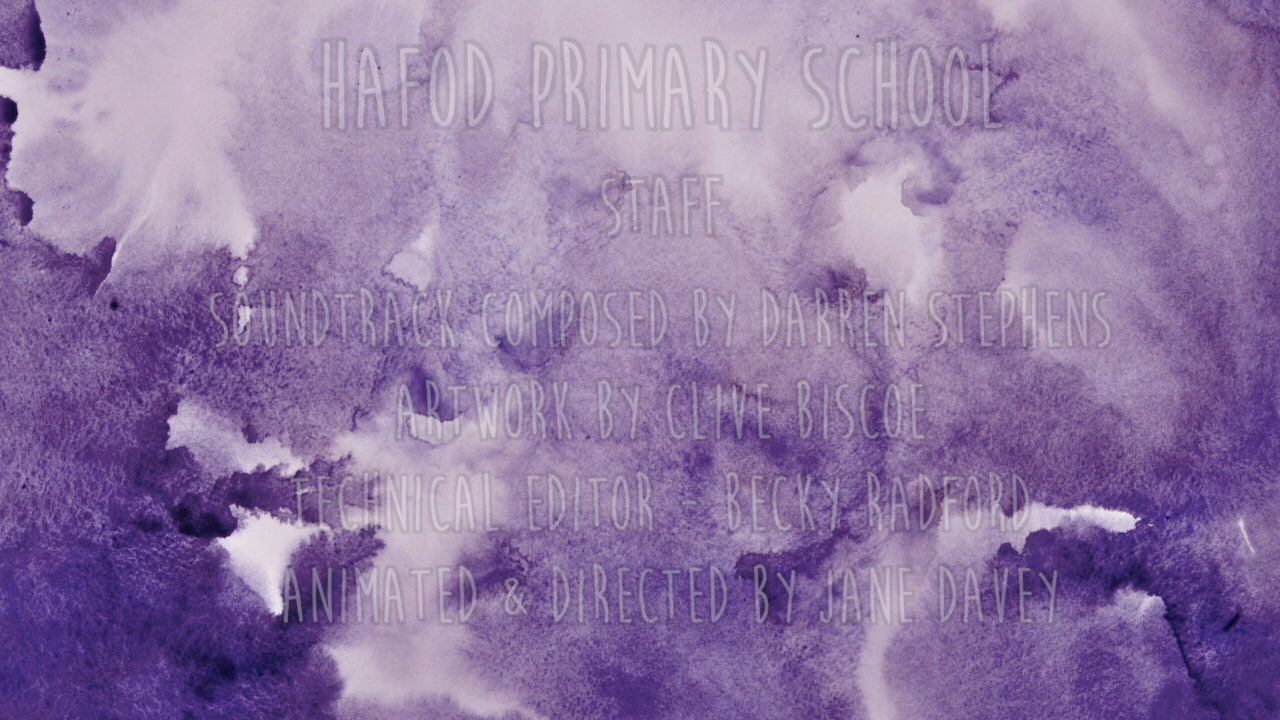 HAFOD PRIMARY SCHOOL
STAFF
SOUNDTRACK COMPOSED BY DARREN STEPHENS
ARTWORK BY CLIVE BISCOE
TECHNICAL EDITOR - BECKY RADFORD
ANIMATED & DIRECTED BY JANE DAVEY